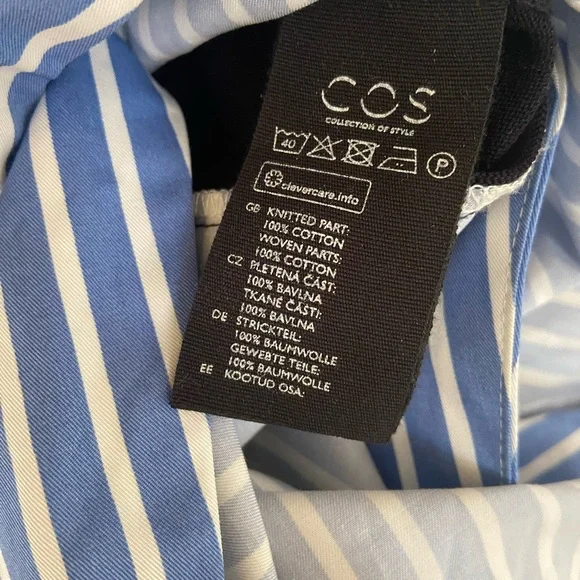 COS
COLLECTION OF STYLE
40 P
clevercare.info
GB KNITTED PART:
100% COTTON
WOVEN PARTS:
100% COTTON
CZ PLETENÁ ČÁST:
100% BAVLNA
TKANÉ ČÁSTI:
100% BAVLNA
DE STRICKTEIL:
100% BAUMWOLLE
GEWEBTE TEILE:
100% BAUMWOLLE
EE KOOTUD OSA: